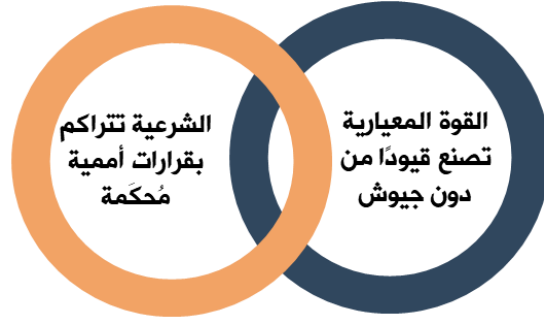 القوة المعيارية
تصنع قيودًا من
دون جيوش
الشرعية تتراكم
بقرارات أممية
مُحكَمة